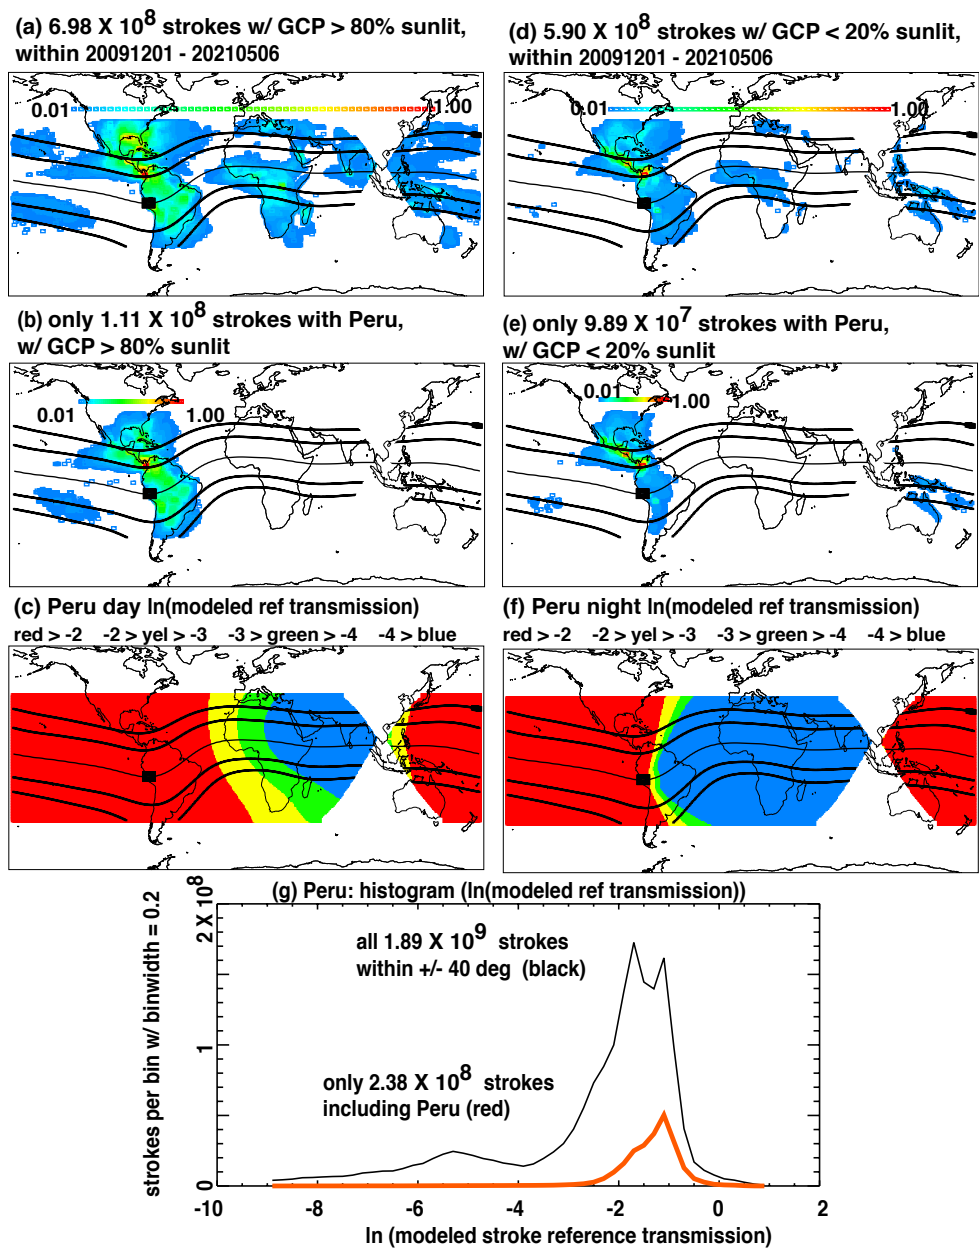 (a) 6.98 X 10^8 strokes w/ GCP > 80% sunlit,
within 20091201 - 20210506
0.01 1.00
(d) 5.90 X 10^8 strokes w/ GCP < 20% sunlit,
within 20091201 - 20210506
0.01 1.00
(b) only 1.11 X 10^8 strokes with Peru,
w/ GCP > 80% sunlit
0.01 1.00
(e) only 9.89 X 10^7 strokes with Peru,
w/ GCP < 20% sunlit
0.01 1.00
(c) Peru day ln(modeled ref transmission)
red > -2 -2 > yel > -3 -3 > green > -4 -4 > blue
(f) Peru night ln(modeled ref transmission)
red > -2 -2 > yel > -3 -3 > green > -4 -4 > blue
(g) Peru: histogram (ln(modeled ref transmission))
all 1.89 X 10^9 strokes
within +/- 40 deg (black)
only 2.38 X 10^8 strokes
including Peru (red)
strokes per bin w/ binwidth = 0.2
2 X 10^8
1
0
-10 -8 -6 -4 -2 0 2
ln (modeled stroke reference transmission)